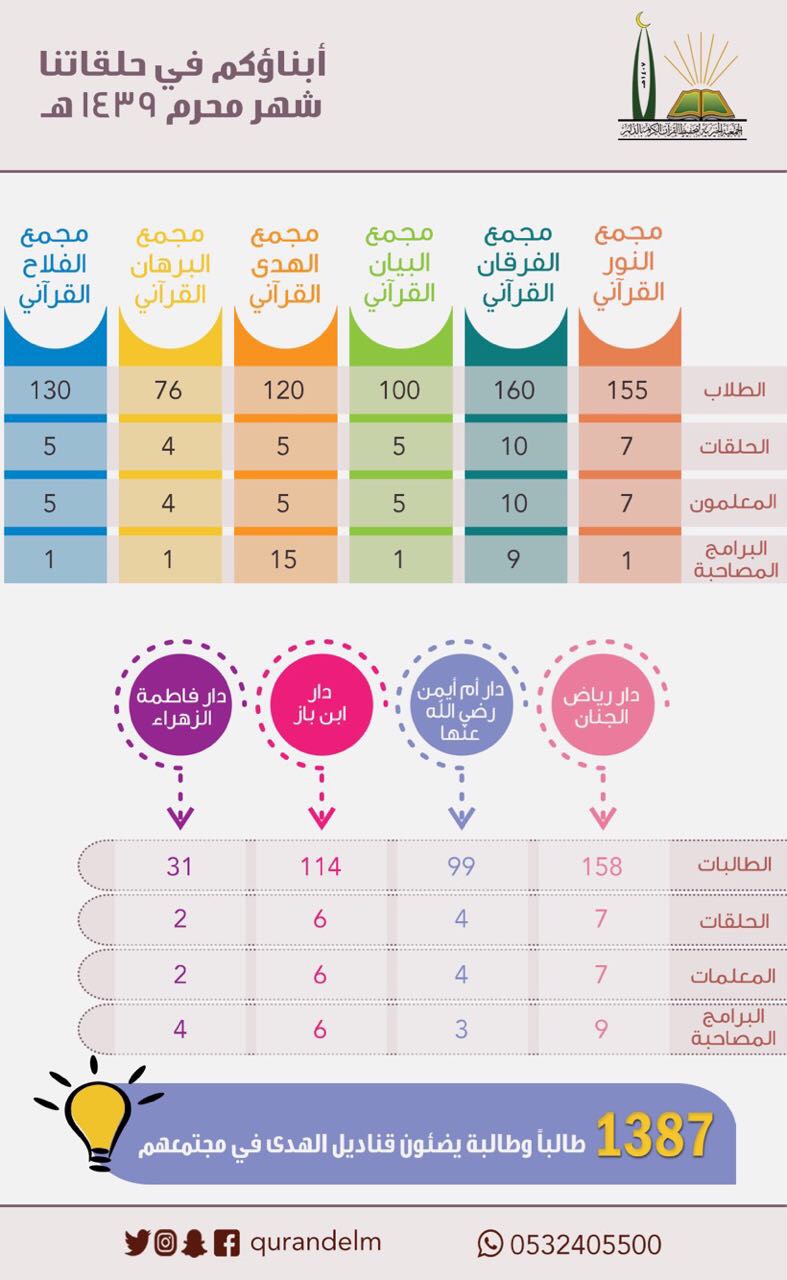 أبناؤكم في حلقاتنا
شهر محرم ١٤٣٩ هـ
١٤٠٧هـ
الجمعية الخيرية لتحفيظ القرآن الكريم بالدلم
مجمع النور القرآني
مجمع الفرقان القرآني
مجمع البيان القرآني
مجمع الهدى القرآني
مجمع البرهان القرآني
مجمع الفلاح القرآني
الطلاب 155 160 100 120 76 130
الحلقات 7 10 5 5 4 5
المعلمون 7 10 5 5 4 5
البرامج المصاحبة 1 9 1 15 1 1
دار رياض الجنان
دار أم أيمن رضي الله عنها
دار ابن باز
دار فاطمة الزهراء
الطالبات 158 99 114 31
الحلقات 7 4 6 2
المعلمات 7 4 6 2
البرامج المصاحبة 9 3 6 4
1387 طالباً وطالبة يضئون قناديل الهدى في مجتمعهم
qurandelm
0532405500